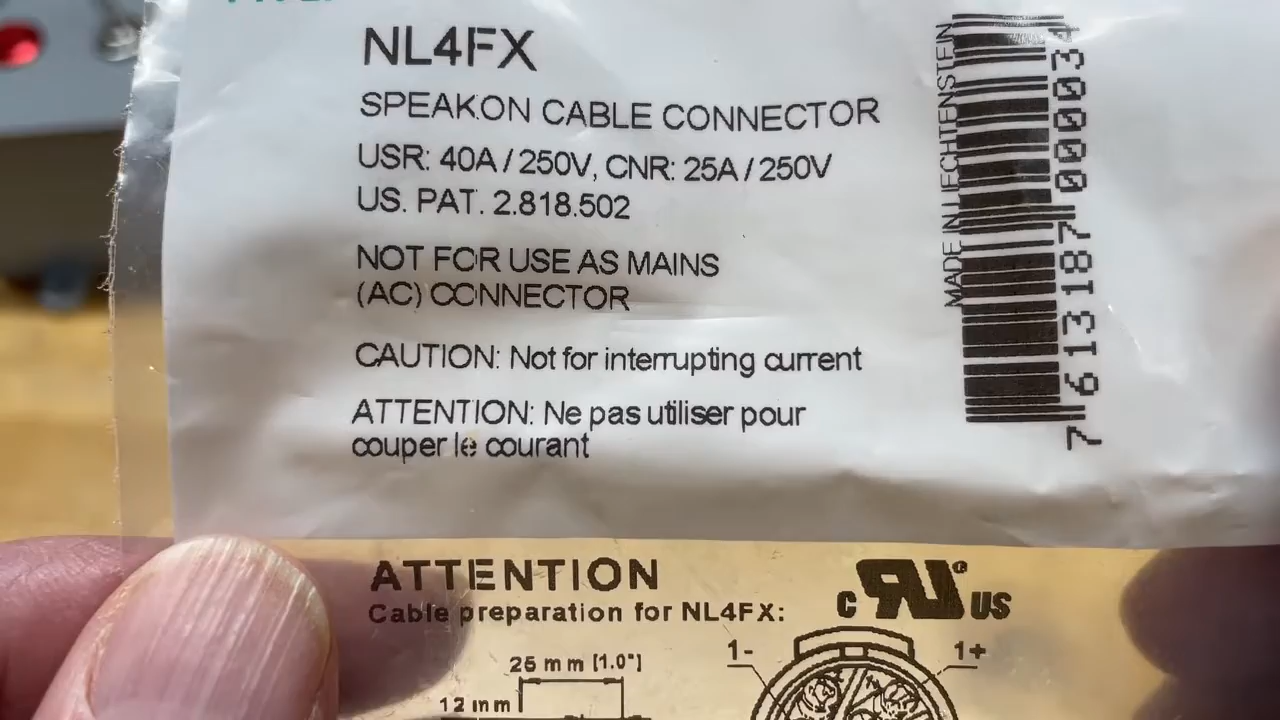 NL4FX
SPEAKON CABLE CONNECTOR
USR: 40A / 250V, CNR: 25A / 250V
US. PAT. 2.818.502
NOT FOR USE AS MAINS
(AC) CONNECTOR
CAUTION: Not for interrupting current
ATTENTION: Ne pas utiliser pour
couper le courant
MADE IN LIECHTENSTEIN
7 613187 000034
ATTENTION
Cable preparation for NL4FX:
c RU US
1- 1+
25 mm [1.0"]
12 mm